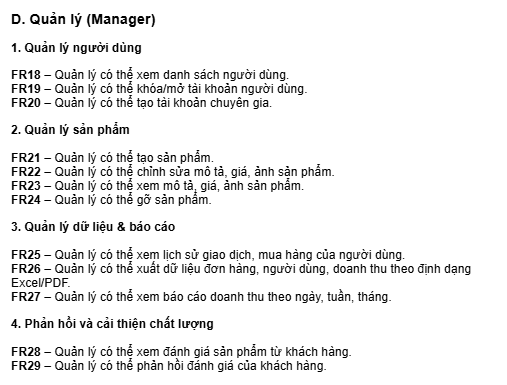 D. Quản lý (Manager)
1. Quản lý người dùng
FR18 – Quản lý có thể xem danh sách người dùng.
FR19 – Quản lý có thể khóa/mở tài khoản người dùng.
FR20 – Quản lý có thể tạo tài khoản chuyên gia.
2. Quản lý sản phẩm
FR21 – Quản lý có thể tạo sản phẩm.
FR22 – Quản lý có thể chỉnh sửa mô tả, giá, ảnh sản phẩm.
FR23 – Quản lý có thể xem mô tả, giá, ảnh sản phẩm.
FR24 – Quản lý có thể gỡ sản phẩm.
3. Quản lý dữ liệu & báo cáo
FR25 – Quản lý có thể xem lịch sử giao dịch, mua hàng của người dùng.
FR26 – Quản lý có thể xuất dữ liệu đơn hàng, người dùng, doanh thu theo định dạng
Excel/PDF.
FR27 – Quản lý có thể xem báo cáo doanh thu theo ngày, tuần, tháng.
4. Phản hồi và cải thiện chất lượng
FR28 – Quản lý có thể xem đánh giá sản phẩm từ khách hàng.
FR29 – Quản lý có thể phản hồi đánh giá của khách hàng.